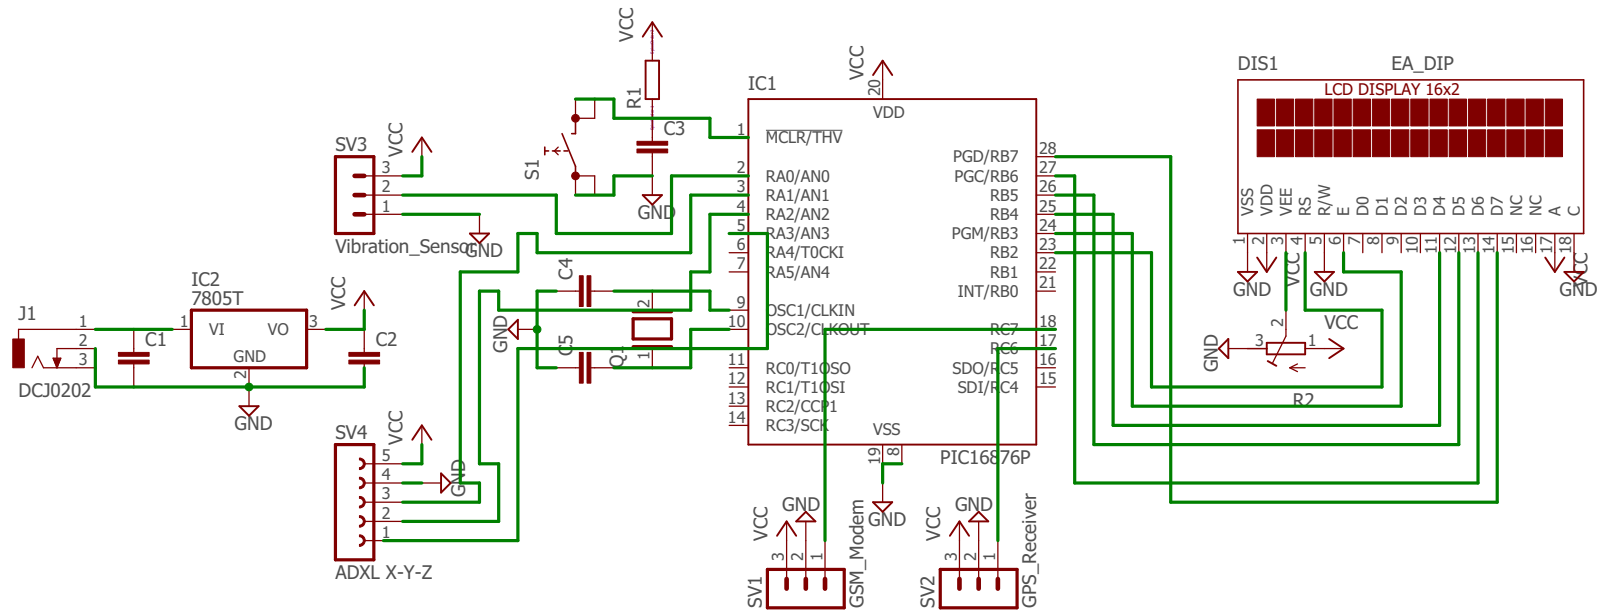 VCC
R1
C3
GND
S1
SV3
VCC
3
2
1
Vibration_Sensor
GND
IC1
VCC
20
VDD
1 MCLR/THV
2 RA0/AN0
3 RA1/AN1
4 RA2/AN2
5 RA3/AN3
6 RA4/T0CKI
7 RA5/AN4
9 OSC1/CLKIN
10 OSC2/CLKOUT
11 RC0/T1OSO
12 RC1/T1OSI
13 RC2/CCP1
14 RC3/SCK
PGD/RB7 28
PGC/RB6 27
RB5 26
RB4 25
PGM/RB3 24
RB2 23
RB1 22
INT/RB0 21
RC7 18
RC6 17
SDO/RC5 16
SDI/RC4 15
VSS
19
8
GND
PIC16876P
DIS1
EA_DIP
LCD DISPLAY 16x2
VSS
VDD
VEE
RS
R/W
E
D0
D1
D2
D3
D4
D5
D6
D7
NC
NC
A
C
1
2
3
4
5
6
7
8
9
10
11
12
13
14
15
16
17
18
GND
VCC
GND
VCC
GND
GND
3
2
1
VCC
R2
C4
C5
GND
2
1
Q1
IC2
7805T
1
VI
VO
3
GND
2
GND
VCC
J1
1
2
3
DCJ0202
C1
C2
SV4
VCC
5
4
3
2
1
GND
ADXL X-Y-Z
VCC
GND
3
2
1
SV1
GSM_Modem
VCC
GND
3
2
1
SV2
GPS_Receiver